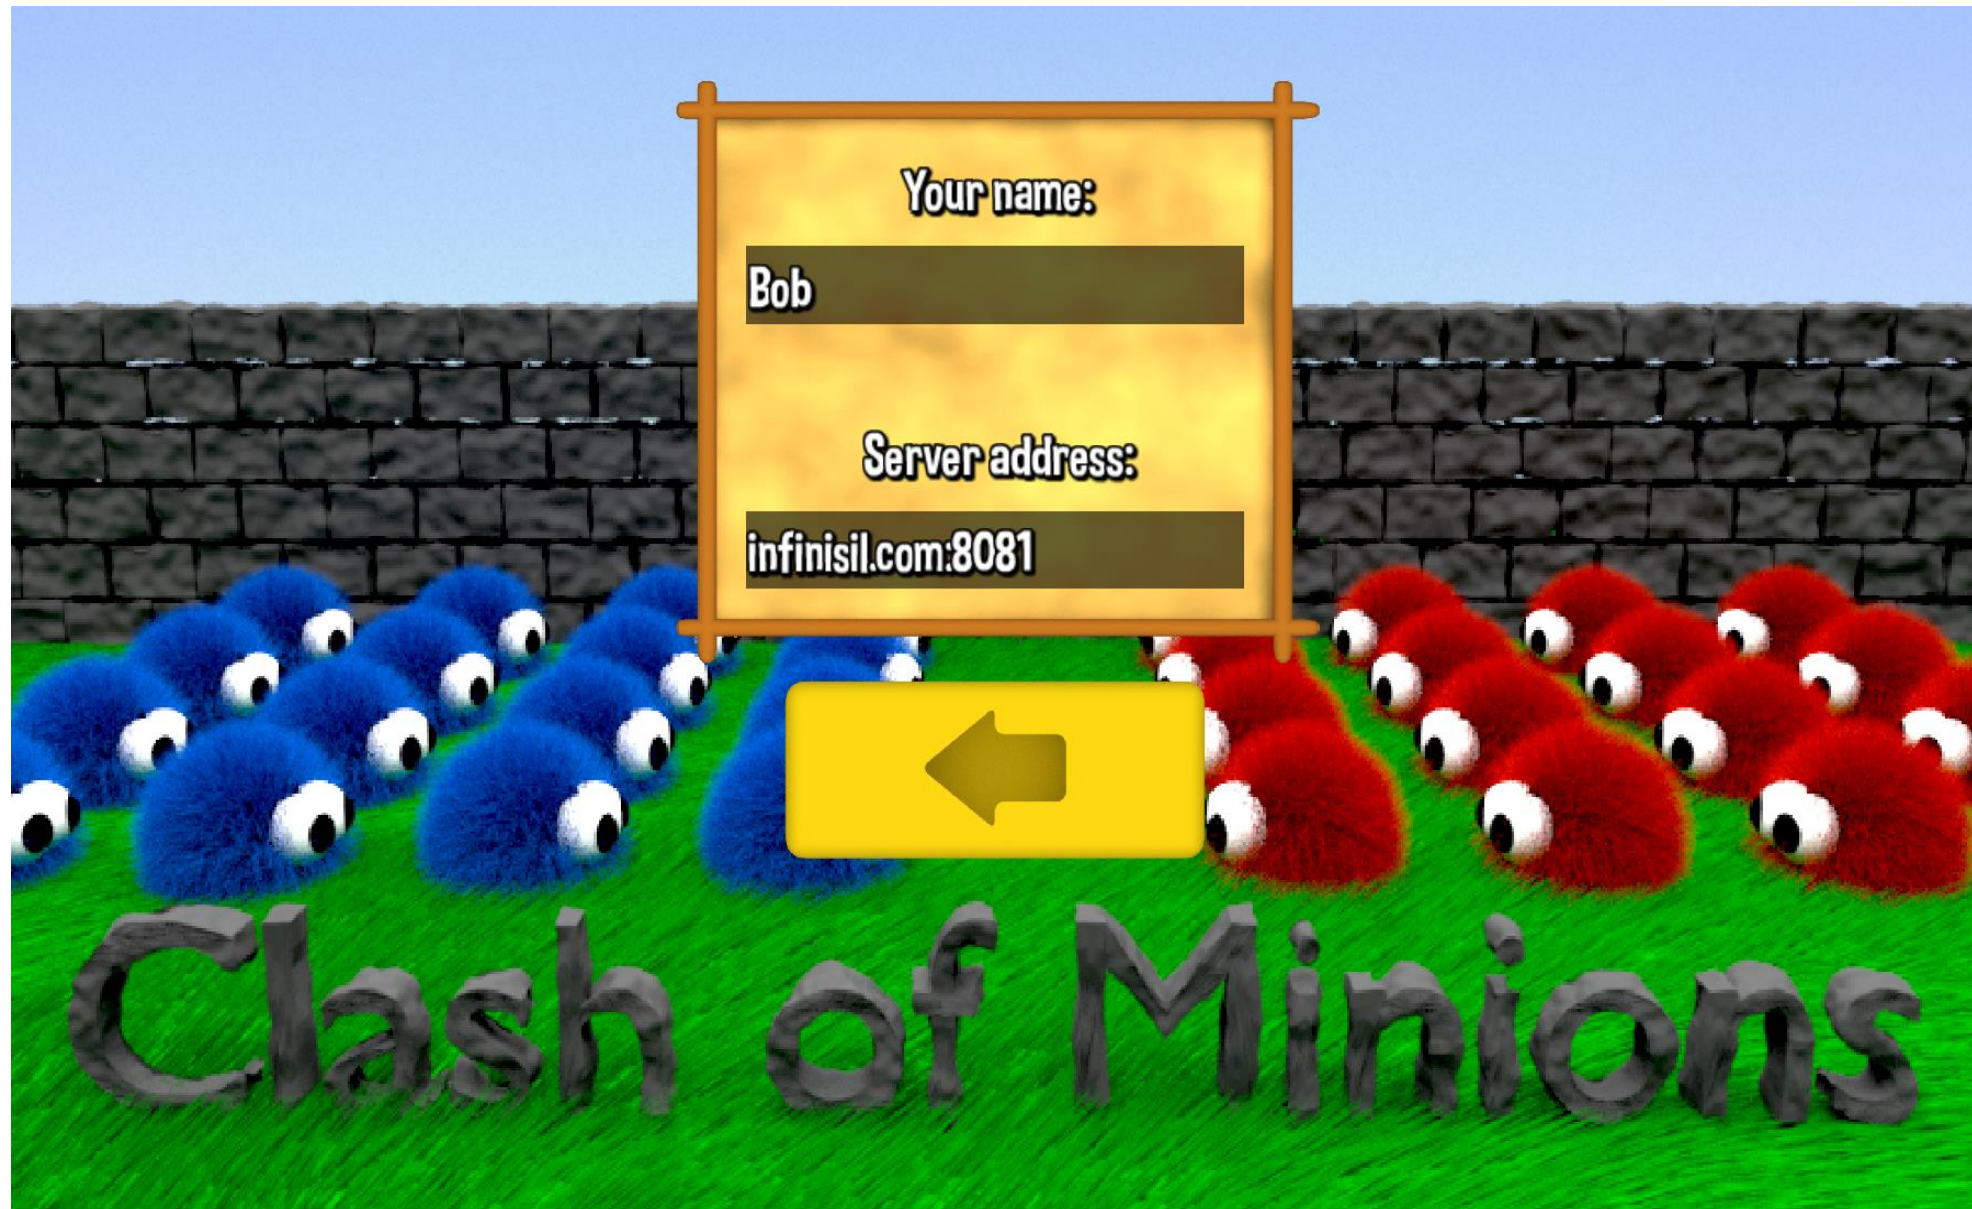 Your name:
Bob
Server address:
infinisil.com:8081
Clash of Minions